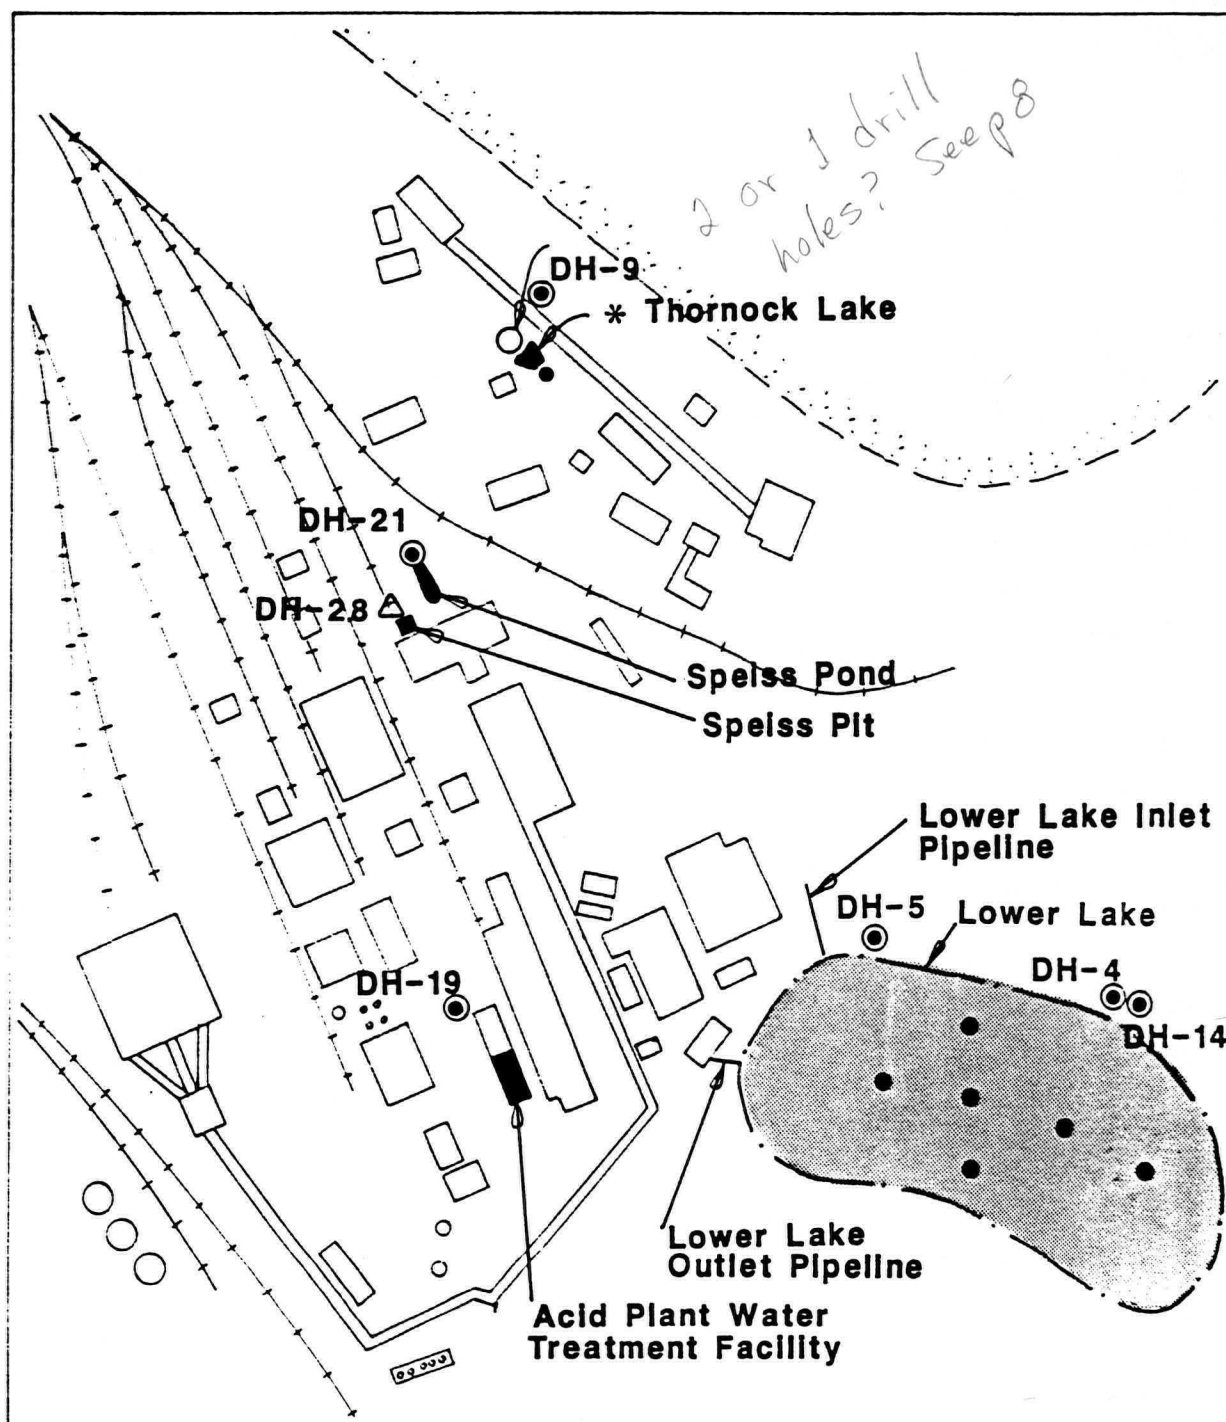 2 or 1 drill
holes? See p 8
DH-9
* Thornock Lake
DH-21
DH-28
Speiss Pond
Speiss Pit
Lower Lake Inlet
Pipeline
DH-5
Lower Lake
DH-4
DH-14
DH-19
Lower Lake
Outlet Pipeline
Acid Plant Water
Treatment Facility